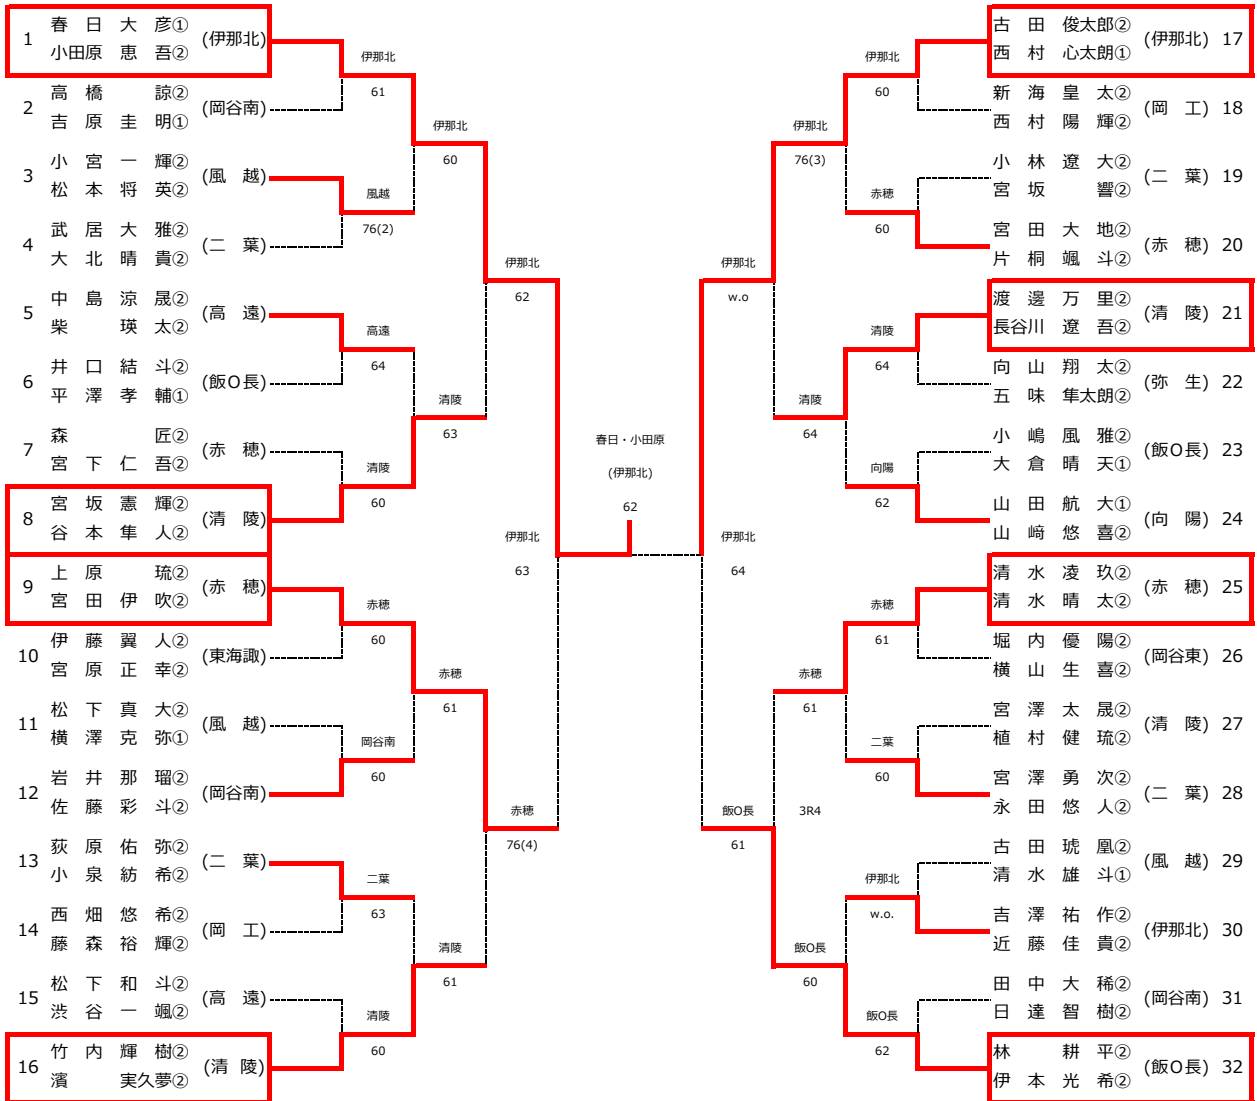 1 春日大彦① 小田原恵吾② (伊那北)
2 高橋諒② 吉原圭明① (岡谷南)
3 小宮一輝② 松本将英② (風越)
4 武居大雅② 大北晴貴② (二葉)
5 中島涼晟② 柴瑛太② (高遠)
6 井口結斗② 平澤孝輔① (飯O長)
7 森匠② 宮下仁吾② (赤穂)
8 宮坂憲輝② 谷本隼人② (清陵)
9 上原琉② 宮田伊吹② (赤穂)
10 伊藤翼人② 宮原正幸② (東海諏)
11 松下真大② 横澤克弥① (風越)
12 岩井那瑠② 佐藤彩斗② (岡谷南)
13 荻原佑弥② 小泉紡希② (二葉)
14 西畑悠希② 藤森裕輝② (岡工)
15 松下和斗② 渋谷一颯② (高遠)
16 竹内輝樹② 濵実久夢② (清陵)
伊那北
61
風越
76(2)
高遠
64
清陵
60
赤穂
60
岡谷南
60
二葉
63
清陵
60
伊那北
60
清陵
63
赤穂
61
清陵
61
伊那北
62
赤穂
76(4)
伊那北
63
春日・小田原
(伊那北)
62
伊那北
64
伊那北
w.o
飯O長
61
伊那北
76(3)
清陵
64
赤穂
61
3R4
飯O長
60
伊那北
60
赤穂
60
清陵
64
向陽
62
赤穂
61
二葉
60
伊那北
w.o.
飯O長
62
古田俊太郎② 西村心太朗① (伊那北) 17
新海皇太② 西村陽輝② (岡工) 18
小林遼大② 宮坂響② (二葉) 19
宮田大地② 片桐颯斗② (赤穂) 20
渡邊万里② 長谷川遼吾② (清陵) 21
向山翔太② 五味隼太朗② (弥生) 22
小嶋風雅② 大倉晴天① (飯O長) 23
山田航大① 山﨑悠喜② (向陽) 24
清水凌玖② 清水晴太② (赤穂) 25
堀内優陽② 横山生喜② (岡谷東) 26
宮澤太晟② 植村健琉② (清陵) 27
宮澤勇次② 永田悠人② (二葉) 28
古田琥凰② 清水雄斗① (風越) 29
吉澤祐作② 近藤佳貴② (伊那北) 30
田中大稀② 日達智樹② (岡谷南) 31
林耕平② 伊本光希② (飯O長) 32